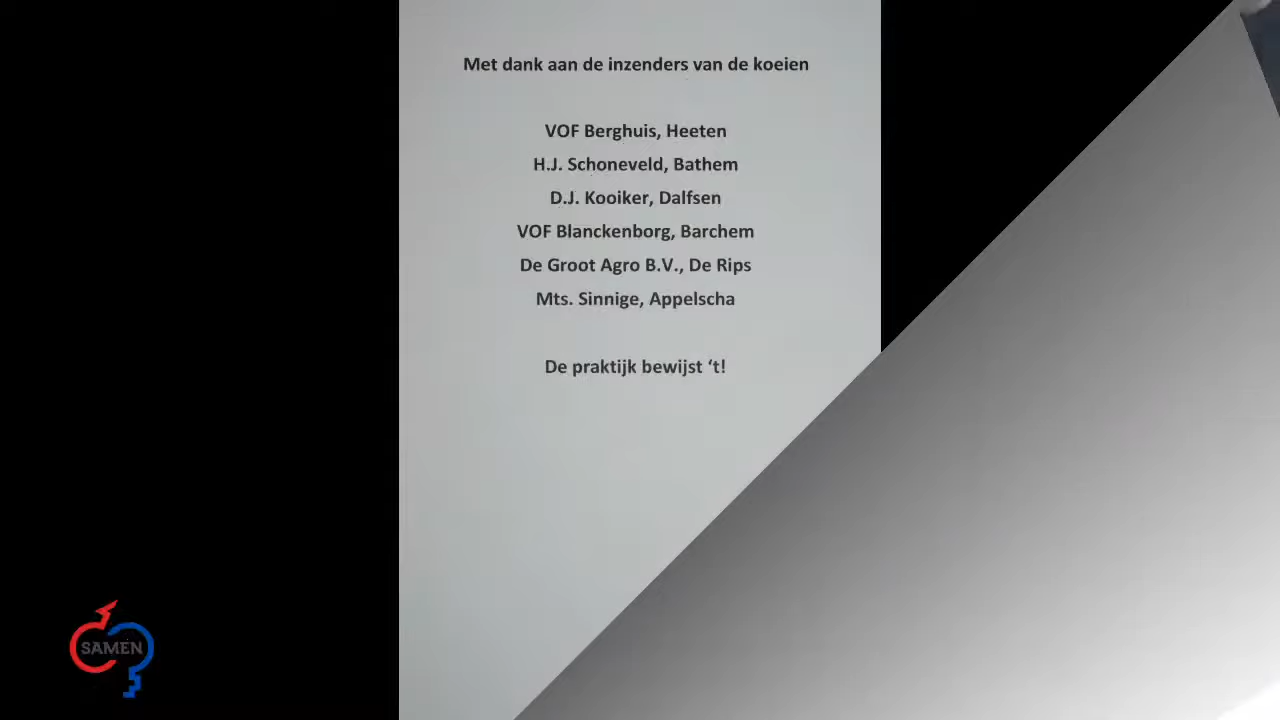 Met dank aan de inzenders van de koeien
VOF Berghuis, Heeten
H.J. Schoneveld, Bathem
D.J. Kooiker, Dalfsen
VOF Blanckenborg, Barchem
De Groot Agro B.V., De Rips
Mts. Sinnige, Appelscha
De praktijk bewijst ‘t!
SAMEN